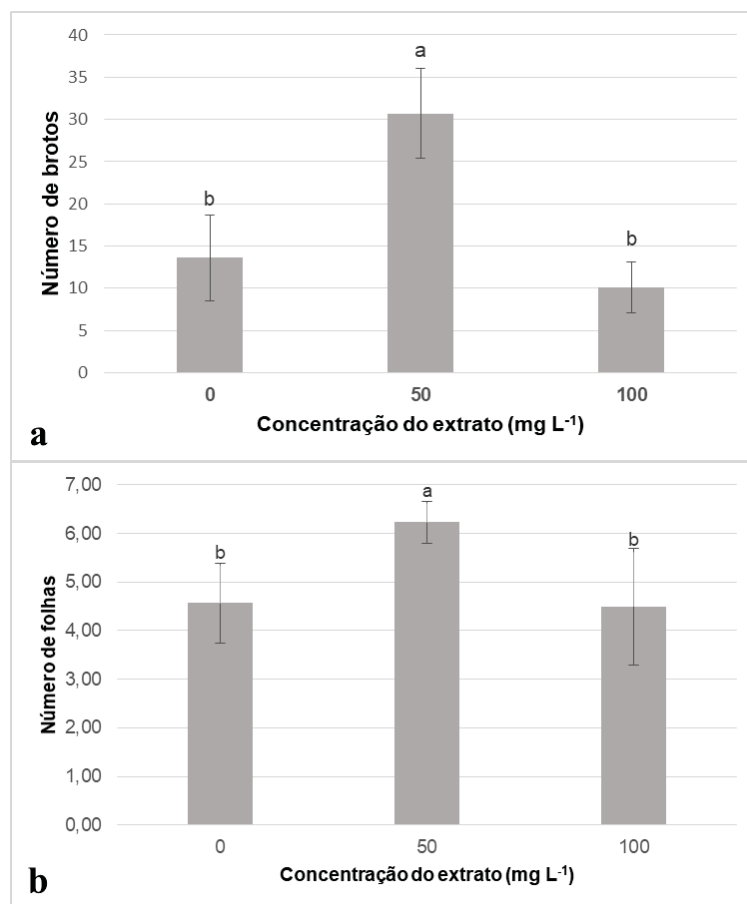 40
35
30
25
20
15
10
5
0
Número de brotos
b
a
b
0 50 100
Concentração do extrato (mg L⁻¹)
a
7,00
6,00
5,00
4,00
3,00
2,00
1,00
0,00
Número de folhas
b
a
b
0 50 100
Concentração do extrato (mg L⁻¹)
b